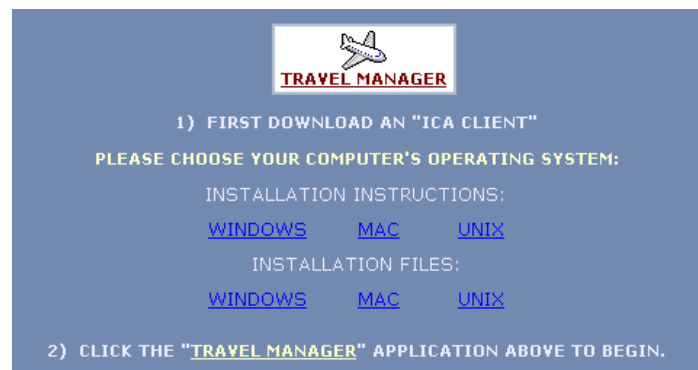 TRAVEL MANAGER
1) FIRST DOWNLOAD AN "ICA CLIENT"
PLEASE CHOOSE YOUR COMPUTER'S OPERATING SYSTEM:
INSTALLATION INSTRUCTIONS:
WINDOWS MAC UNIX
INSTALLATION FILES:
WINDOWS MAC UNIX
2) CLICK THE "TRAVEL MANAGER" APPLICATION ABOVE TO BEGIN.